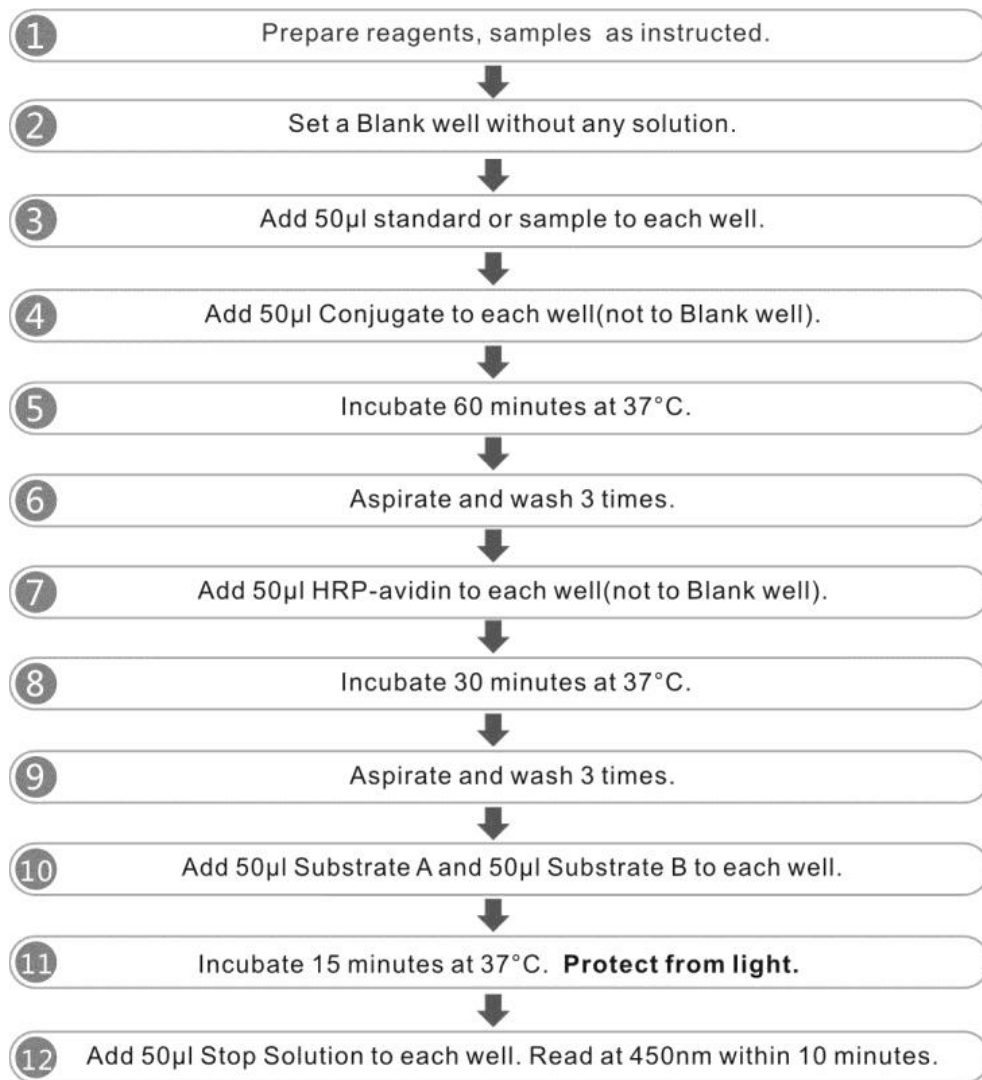 1 Prepare reagents, samples as instructed.
2 Set a Blank well without any solution.
3 Add 50μl standard or sample to each well.
4 Add 50μl Conjugate to each well(not to Blank well).
5 Incubate 60 minutes at 37°C.
6 Aspirate and wash 3 times.
7 Add 50μl HRP-avidin to each well(not to Blank well).
8 Incubate 30 minutes at 37°C.
9 Aspirate and wash 3 times.
10 Add 50μl Substrate A and 50μl Substrate B to each well.
11 Incubate 15 minutes at 37°C. Protect from light.
12 Add 50μl Stop Solution to each well. Read at 450nm within 10 minutes.